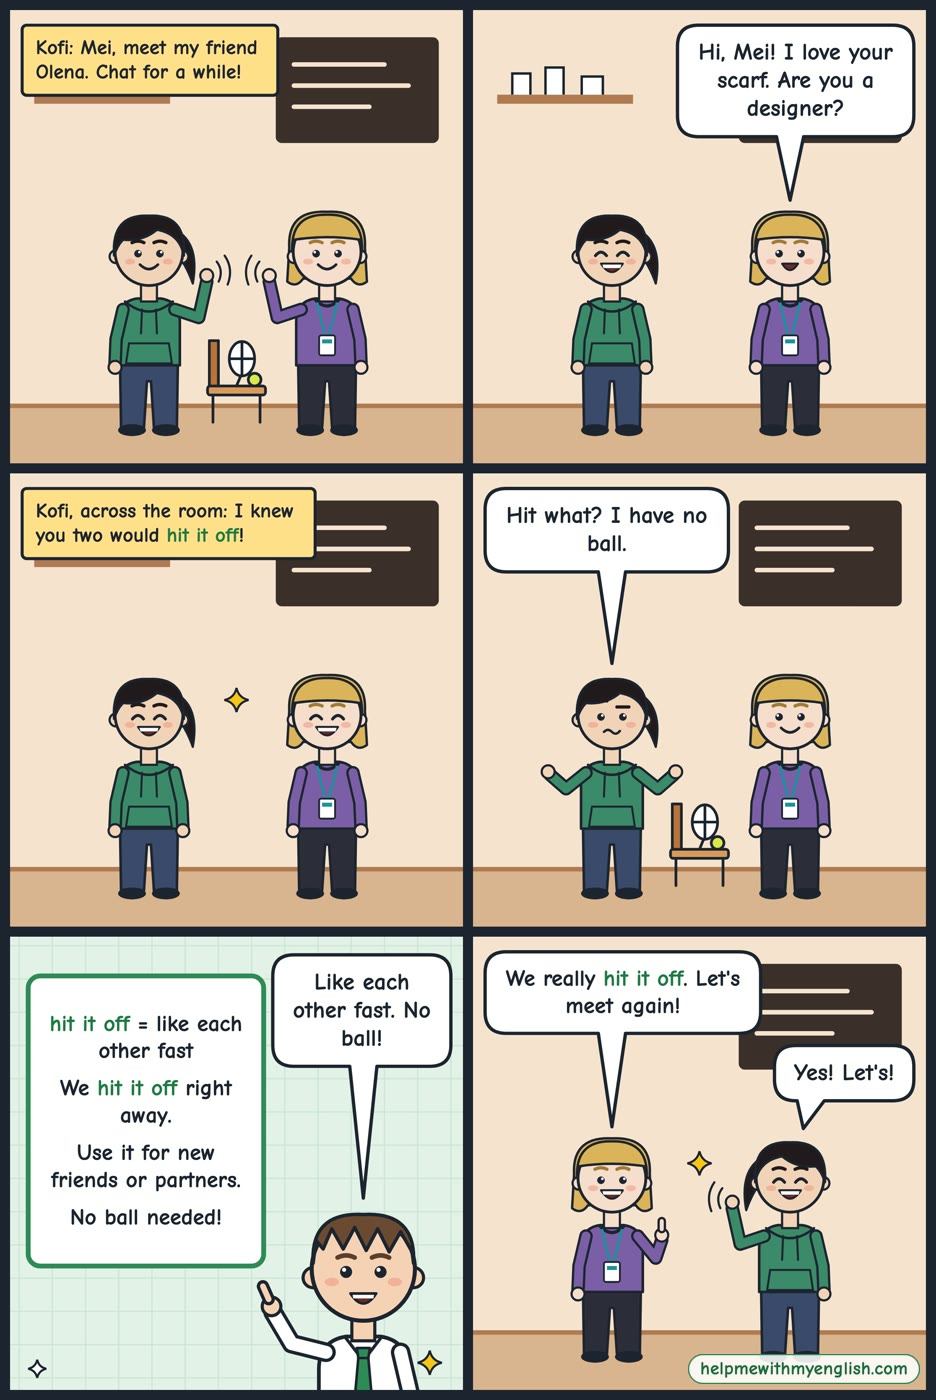 Kofi: Mei, meet my friend
Olena. Chat for a while!
Hi, Mei! I love your
scarf. Are you a
designer?
Kofi, across the room: I knew
you two would hit it off!
Hit what? I have no
ball.
hit it off = like each
other fast
We hit it off right
away.
Use it for new
friends or partners.
No ball needed!
Like each
other fast. No
ball!
We really hit it off. Let's
meet again!
Yes! Let's!
helpmewithmyenglish.com